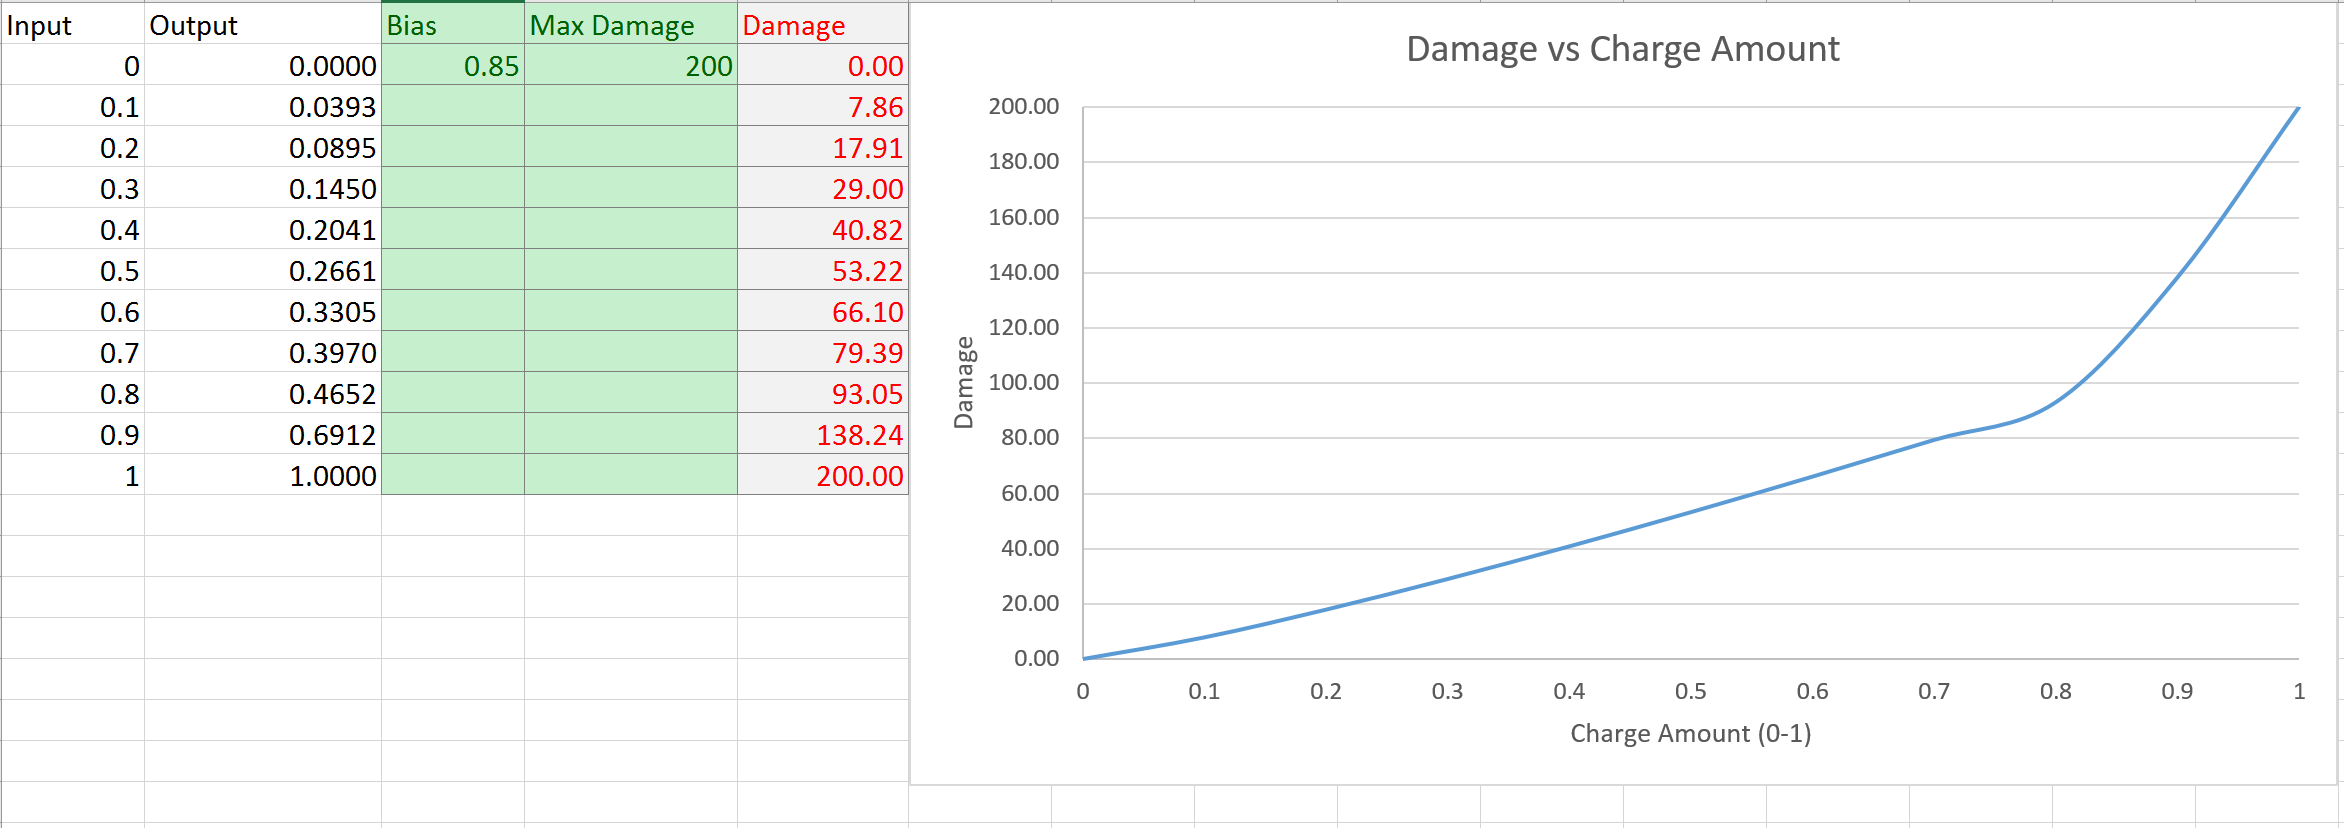 Input Output Bias Max Damage Damage
0 0.0000 0.85 200 0.00
0.1 0.0393 7.86
0.2 0.0895 17.91
0.3 0.1450 29.00
0.4 0.2041 40.82
0.5 0.2661 53.22
0.6 0.3305 66.10
0.7 0.3970 79.39
0.8 0.4652 93.05
0.9 0.6912 138.24
1 1.0000 200.00
Damage vs Charge Amount
200.00
180.00
160.00
140.00
120.00
100.00
80.00
60.00
40.00
20.00
0.00
Damage
0 0.1 0.2 0.3 0.4 0.5 0.6 0.7 0.8 0.9 1
Charge Amount (0-1)